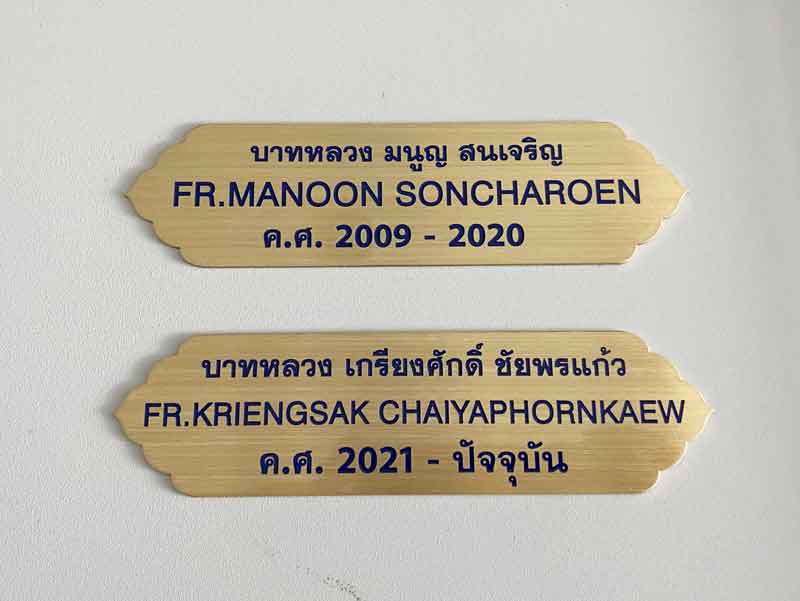 บาทหลวง มนูญ สนเจริญ
FR.MANOON SONCHAROEN
ค.ศ. 2009 - 2020
บาทหลวง เกรียงศักดิ์ ชัยพรแก้ว
FR.KRIENGSAK CHAIYAPHORNKAEW
ค.ศ. 2021 - ปัจจุบัน